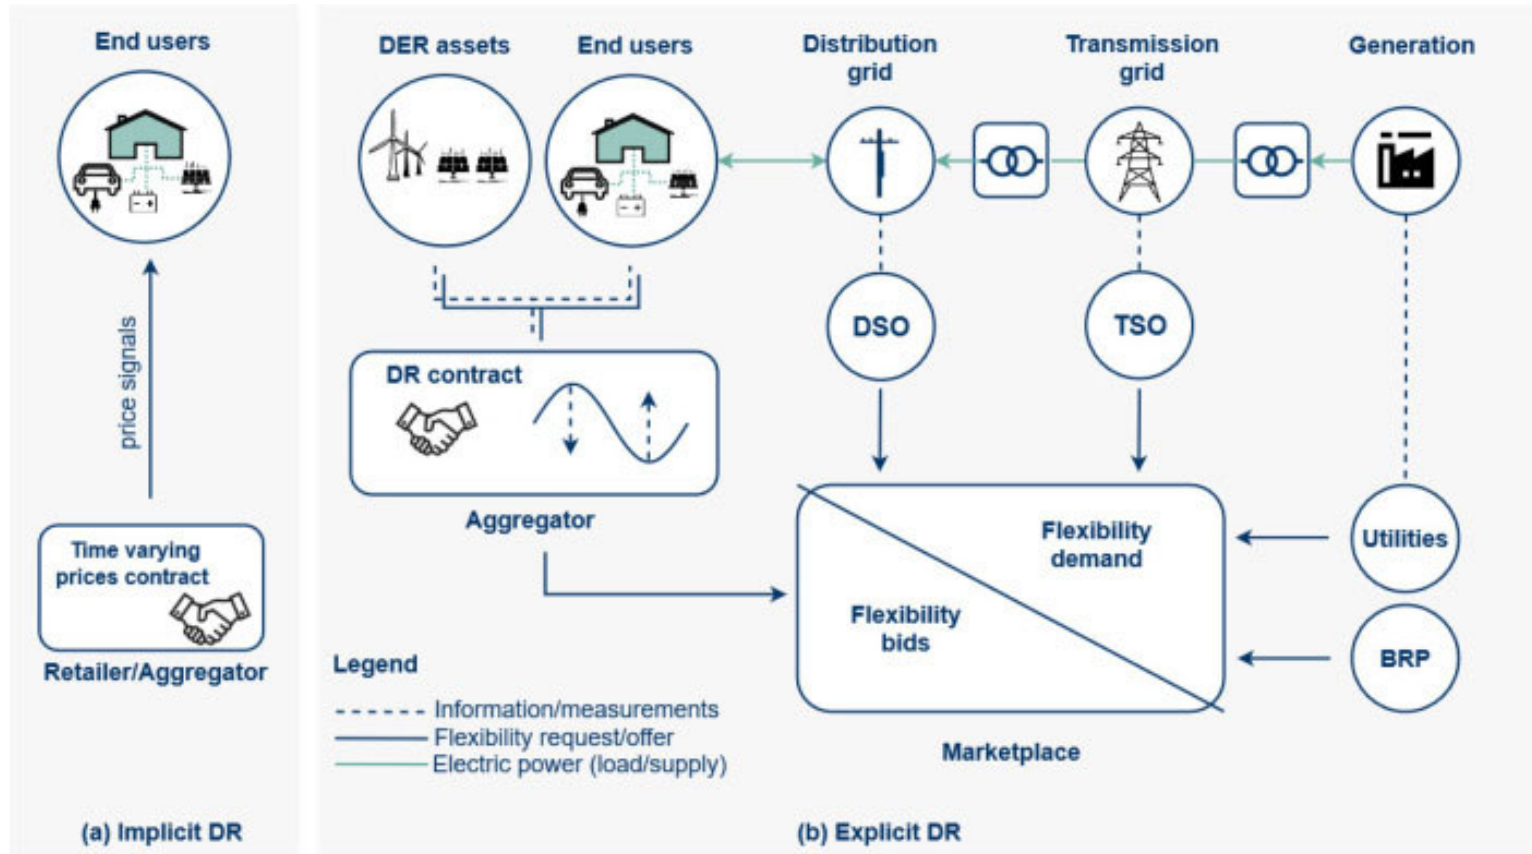 End users
price signals
Time varying
prices contract
Retailer/Aggregator
(a) Implicit DR
DER assets
End users
Distribution
grid
Transmission
grid
Generation
DSO
TSO
DR contract
Aggregator
Flexibility
demand
Flexibility
bids
Utilities
BRP
Marketplace
Legend
Information/measurements
Flexibility request/offer
Electric power (load/supply)
(b) Explicit DR